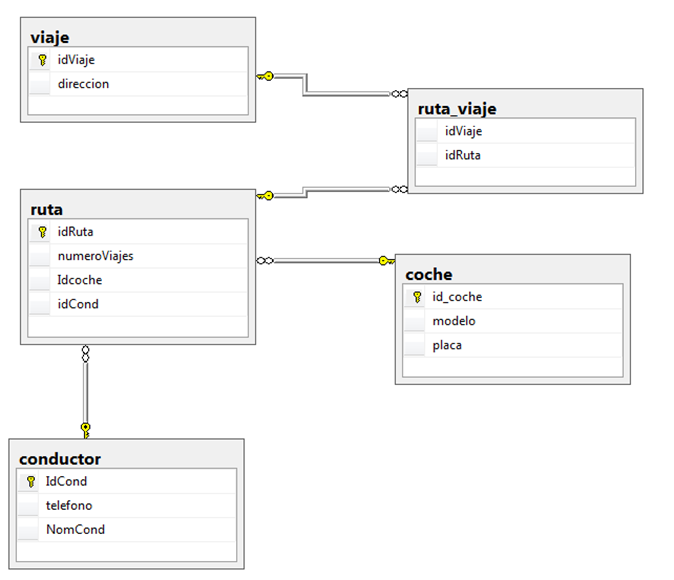 viaje
idViaje
direccion
ruta_viaje
idViaje
idRuta
ruta
idRuta
numeroViajes
Idcoche
idCond
coche
id_coche
modelo
placa
conductor
IdCond
telefono
NomCond